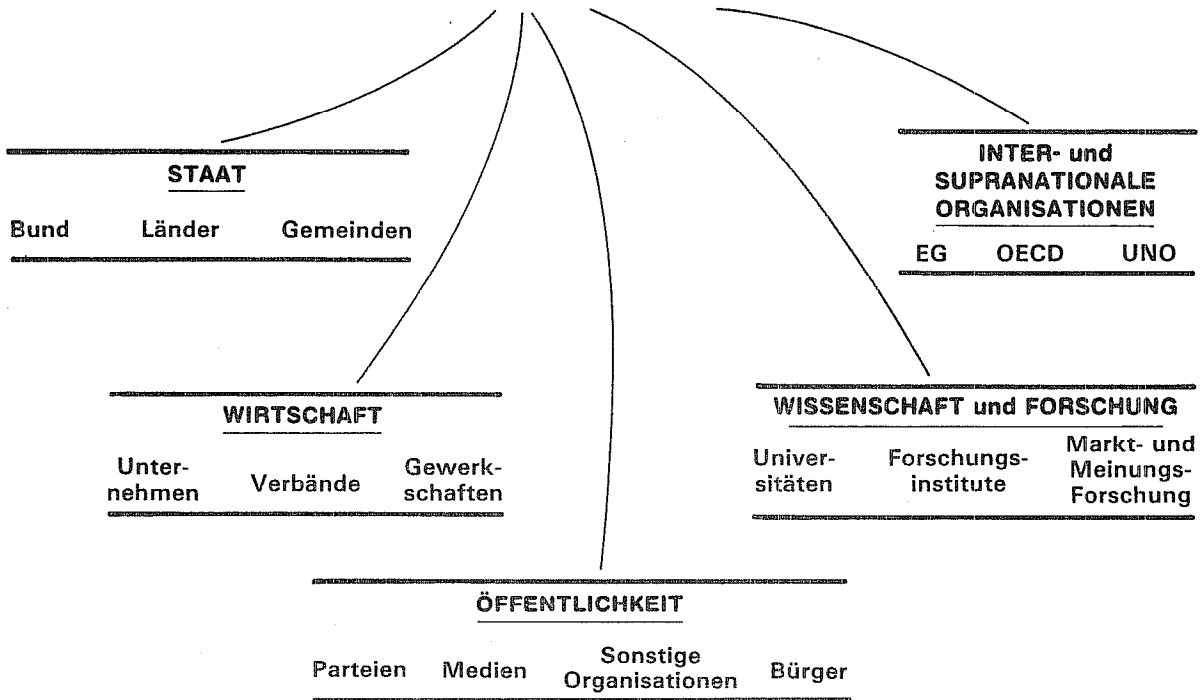 STAAT
Bund Länder Gemeinden
INTER- und
SUPRANATIONALE
ORGANISATIONEN
EG OECD UNO
WIRTSCHAFT
Unter-
nehmen
Verbände
Gewerk-
schaften
WISSENSCHAFT und FORSCHUNG
Univer-
sitäten
Forschungs-
institute
Markt- und
Meinungs-
Forschung
ÖFFENTLICHKEIT
Parteien
Medien
Sonstige
Organisationen
Bürger